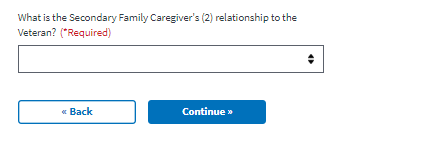 What is the Secondary Family Caregiver's (2) relationship to the
Veteran? (*Required)
« Back
Continue »